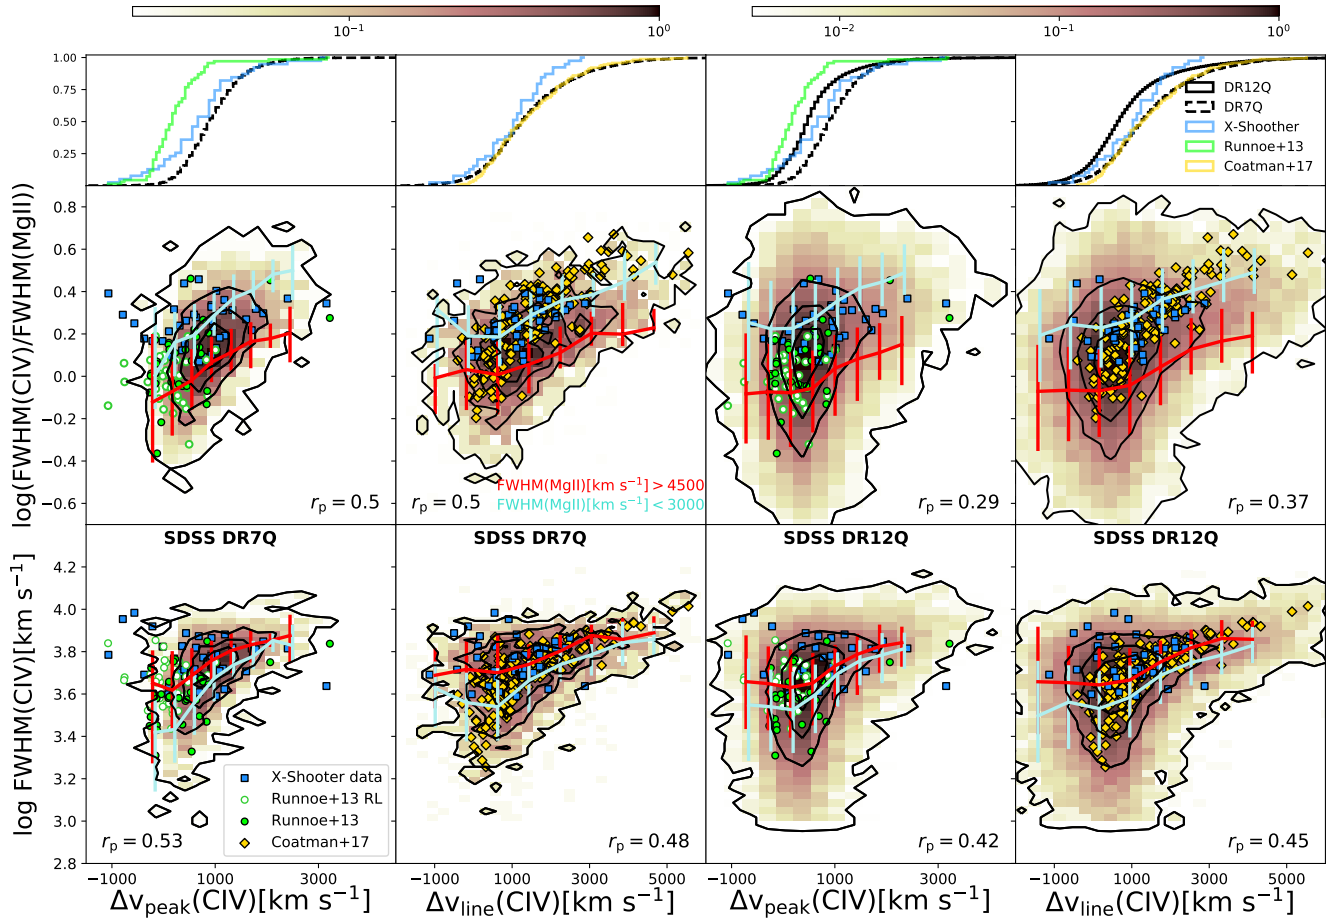 10⁻¹ 10⁰ 10⁻² 10⁻¹ 10⁰
1.00
0.75
0.50
0.25
DR12Q
DR7Q
X-Shoother
Runnoe+13
Coatman+17
log(FWHM(CIV)/FWHM(MgII))
0.8
0.6
0.4
0.2
0.0
−0.2
−0.4
−0.6
r_p = 0.5
r_p = 0.5
FWHM(MgII)[km s⁻¹] > 4500
FWHM(MgII)[km s⁻¹] < 3000
r_p = 0.29
r_p = 0.37
SDSS DR7Q
SDSS DR7Q
SDSS DR12Q
SDSS DR12Q
log FWHM(CIV)[km s⁻¹]
4.2
4.0
3.8
3.6
3.4
3.2
3.0
2.8
X-Shooter data
Runnoe+13 RL
Runnoe+13
Coatman+17
r_p = 0.53
r_p = 0.48
r_p = 0.42
r_p = 0.45
−1000 1000 3000
−1000 1000 3000 5000
−1000 1000 3000
−1000 1000 3000 5000
Δv_peak(CIV)[km s⁻¹]
Δv_line(CIV)[km s⁻¹]
Δv_peak(CIV)[km s⁻¹]
Δv_line(CIV)[km s⁻¹]